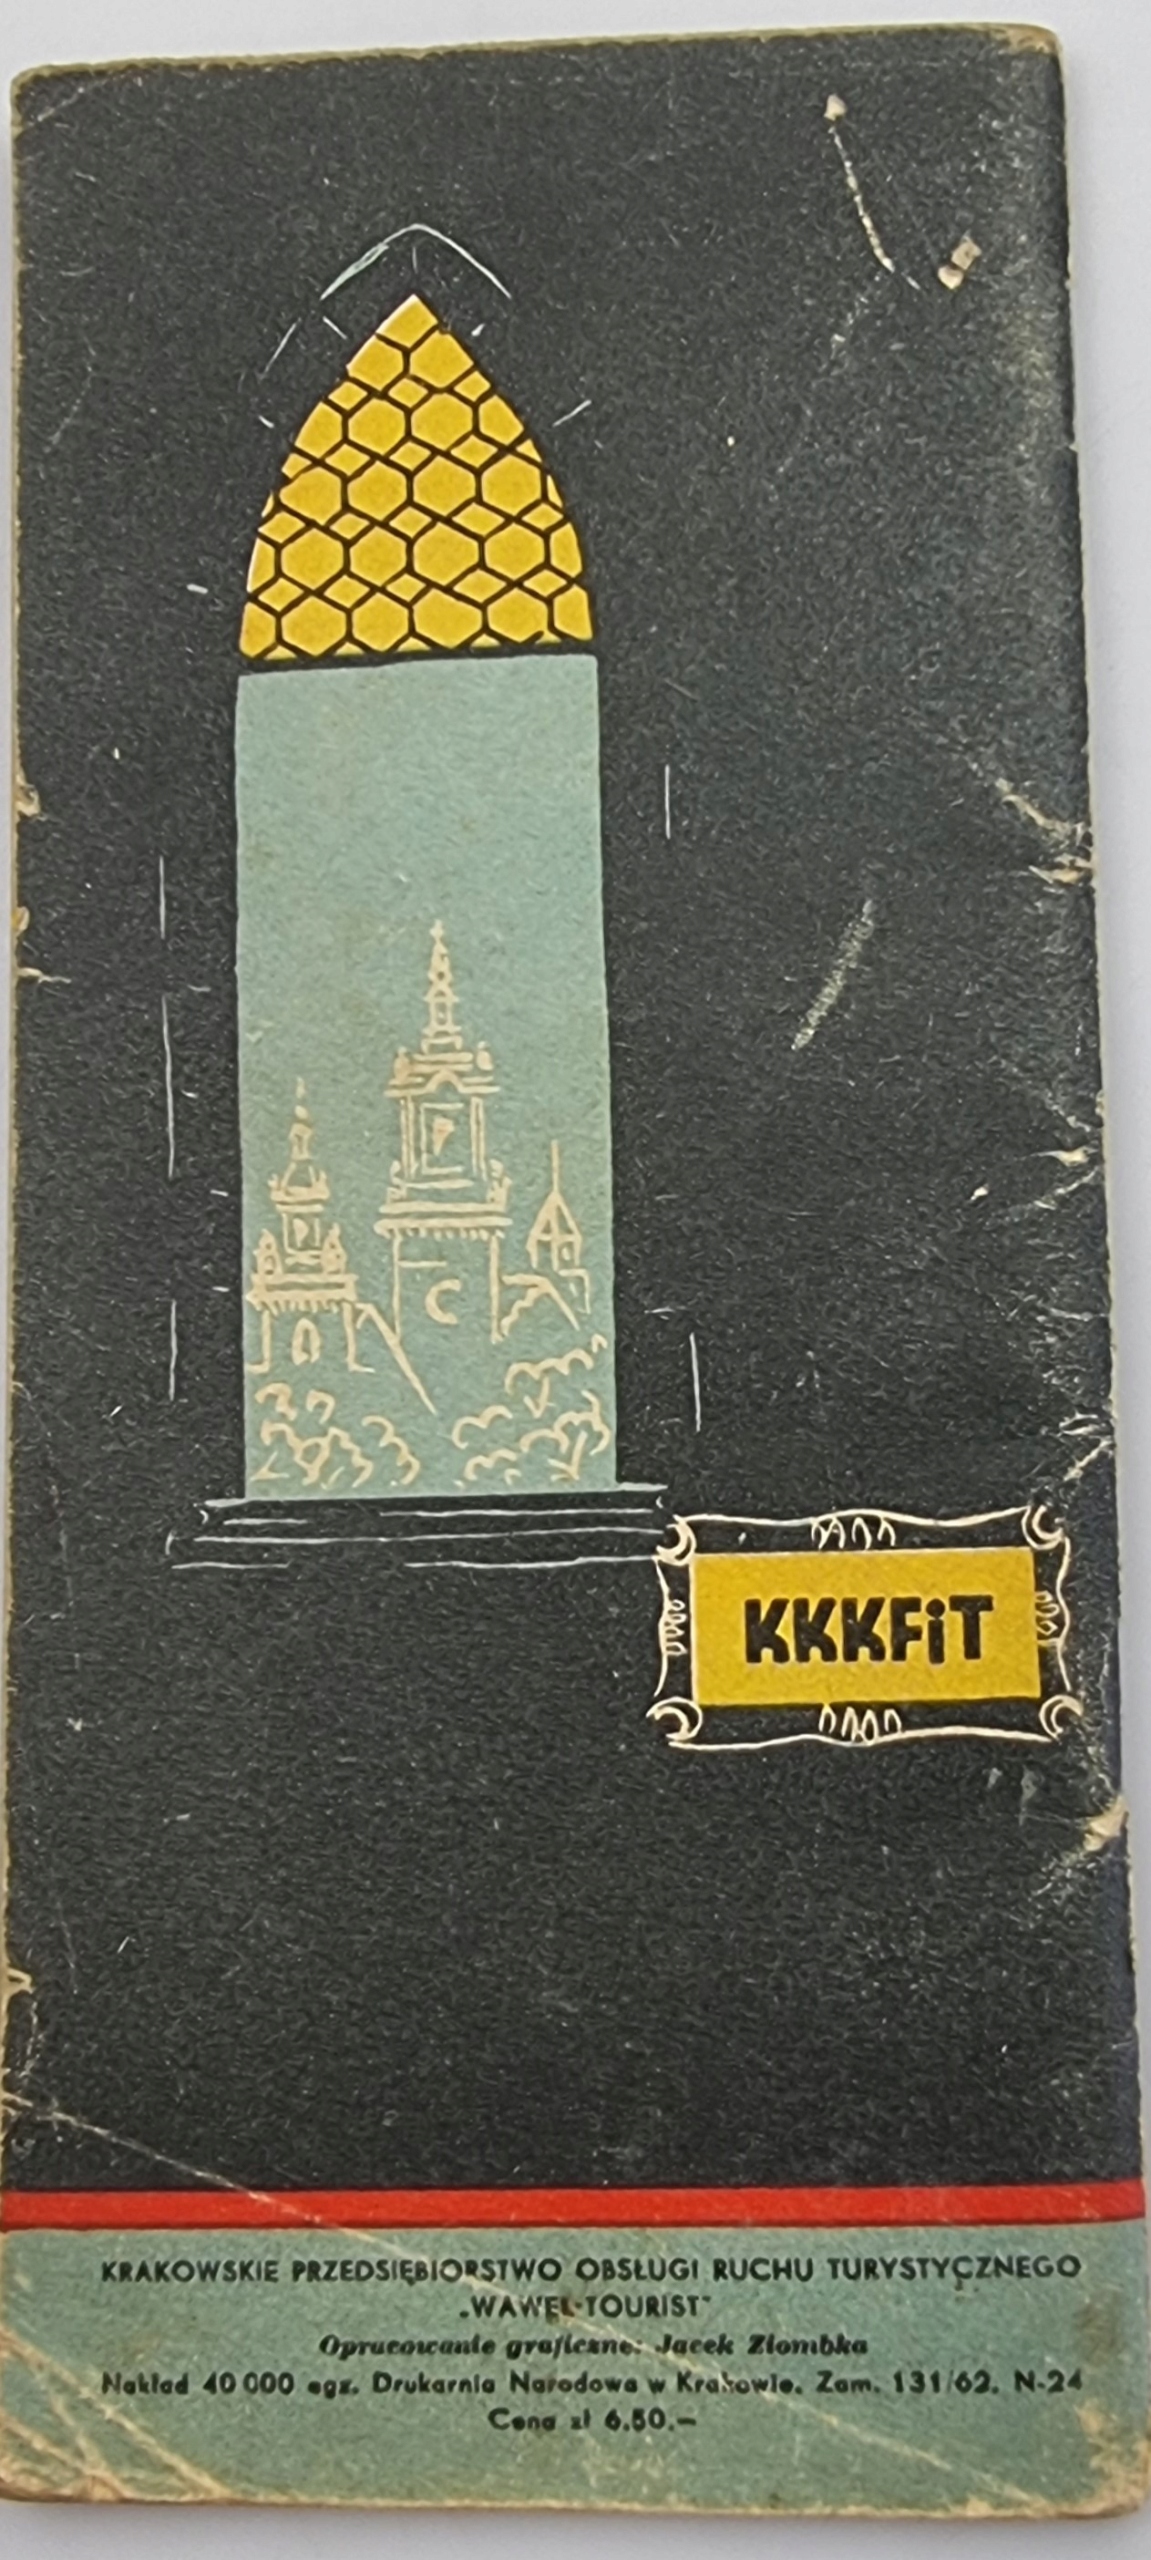 KKKFiT
KRAKOWSKIE PRZEDSIĘBIORSTWO OBSŁUGI RUCHU TURYSTYCZNEGO
„WAWEL-TOURIST"
Opracowanie graficzne: Jacek Ziombka
Nakład 40 000 egz. Drukarnia Narodowa w Krakowie. Zam. 131/62. N-24
Cena zł 6.50.—